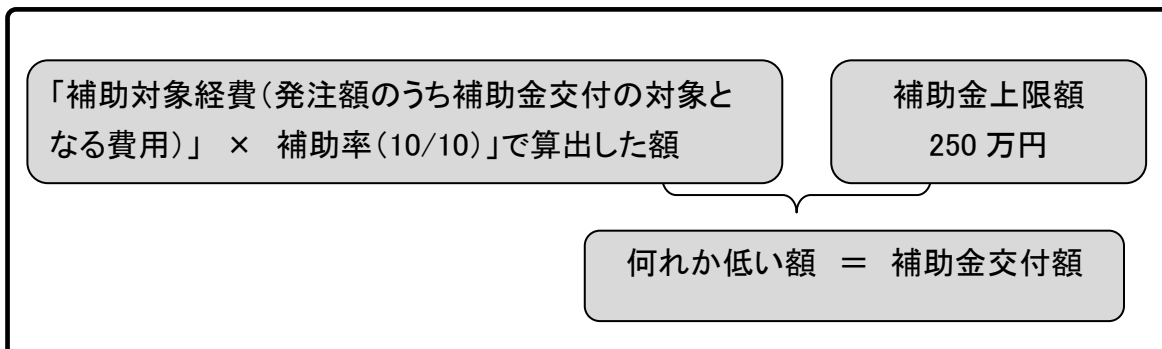 「補助対象経費(発注額のうち補助金交付の対象と
なる費用)」 × 補助率(10/10)」で算出した額
補助金上限額
250 万円
何れか低い額 = 補助金交付額